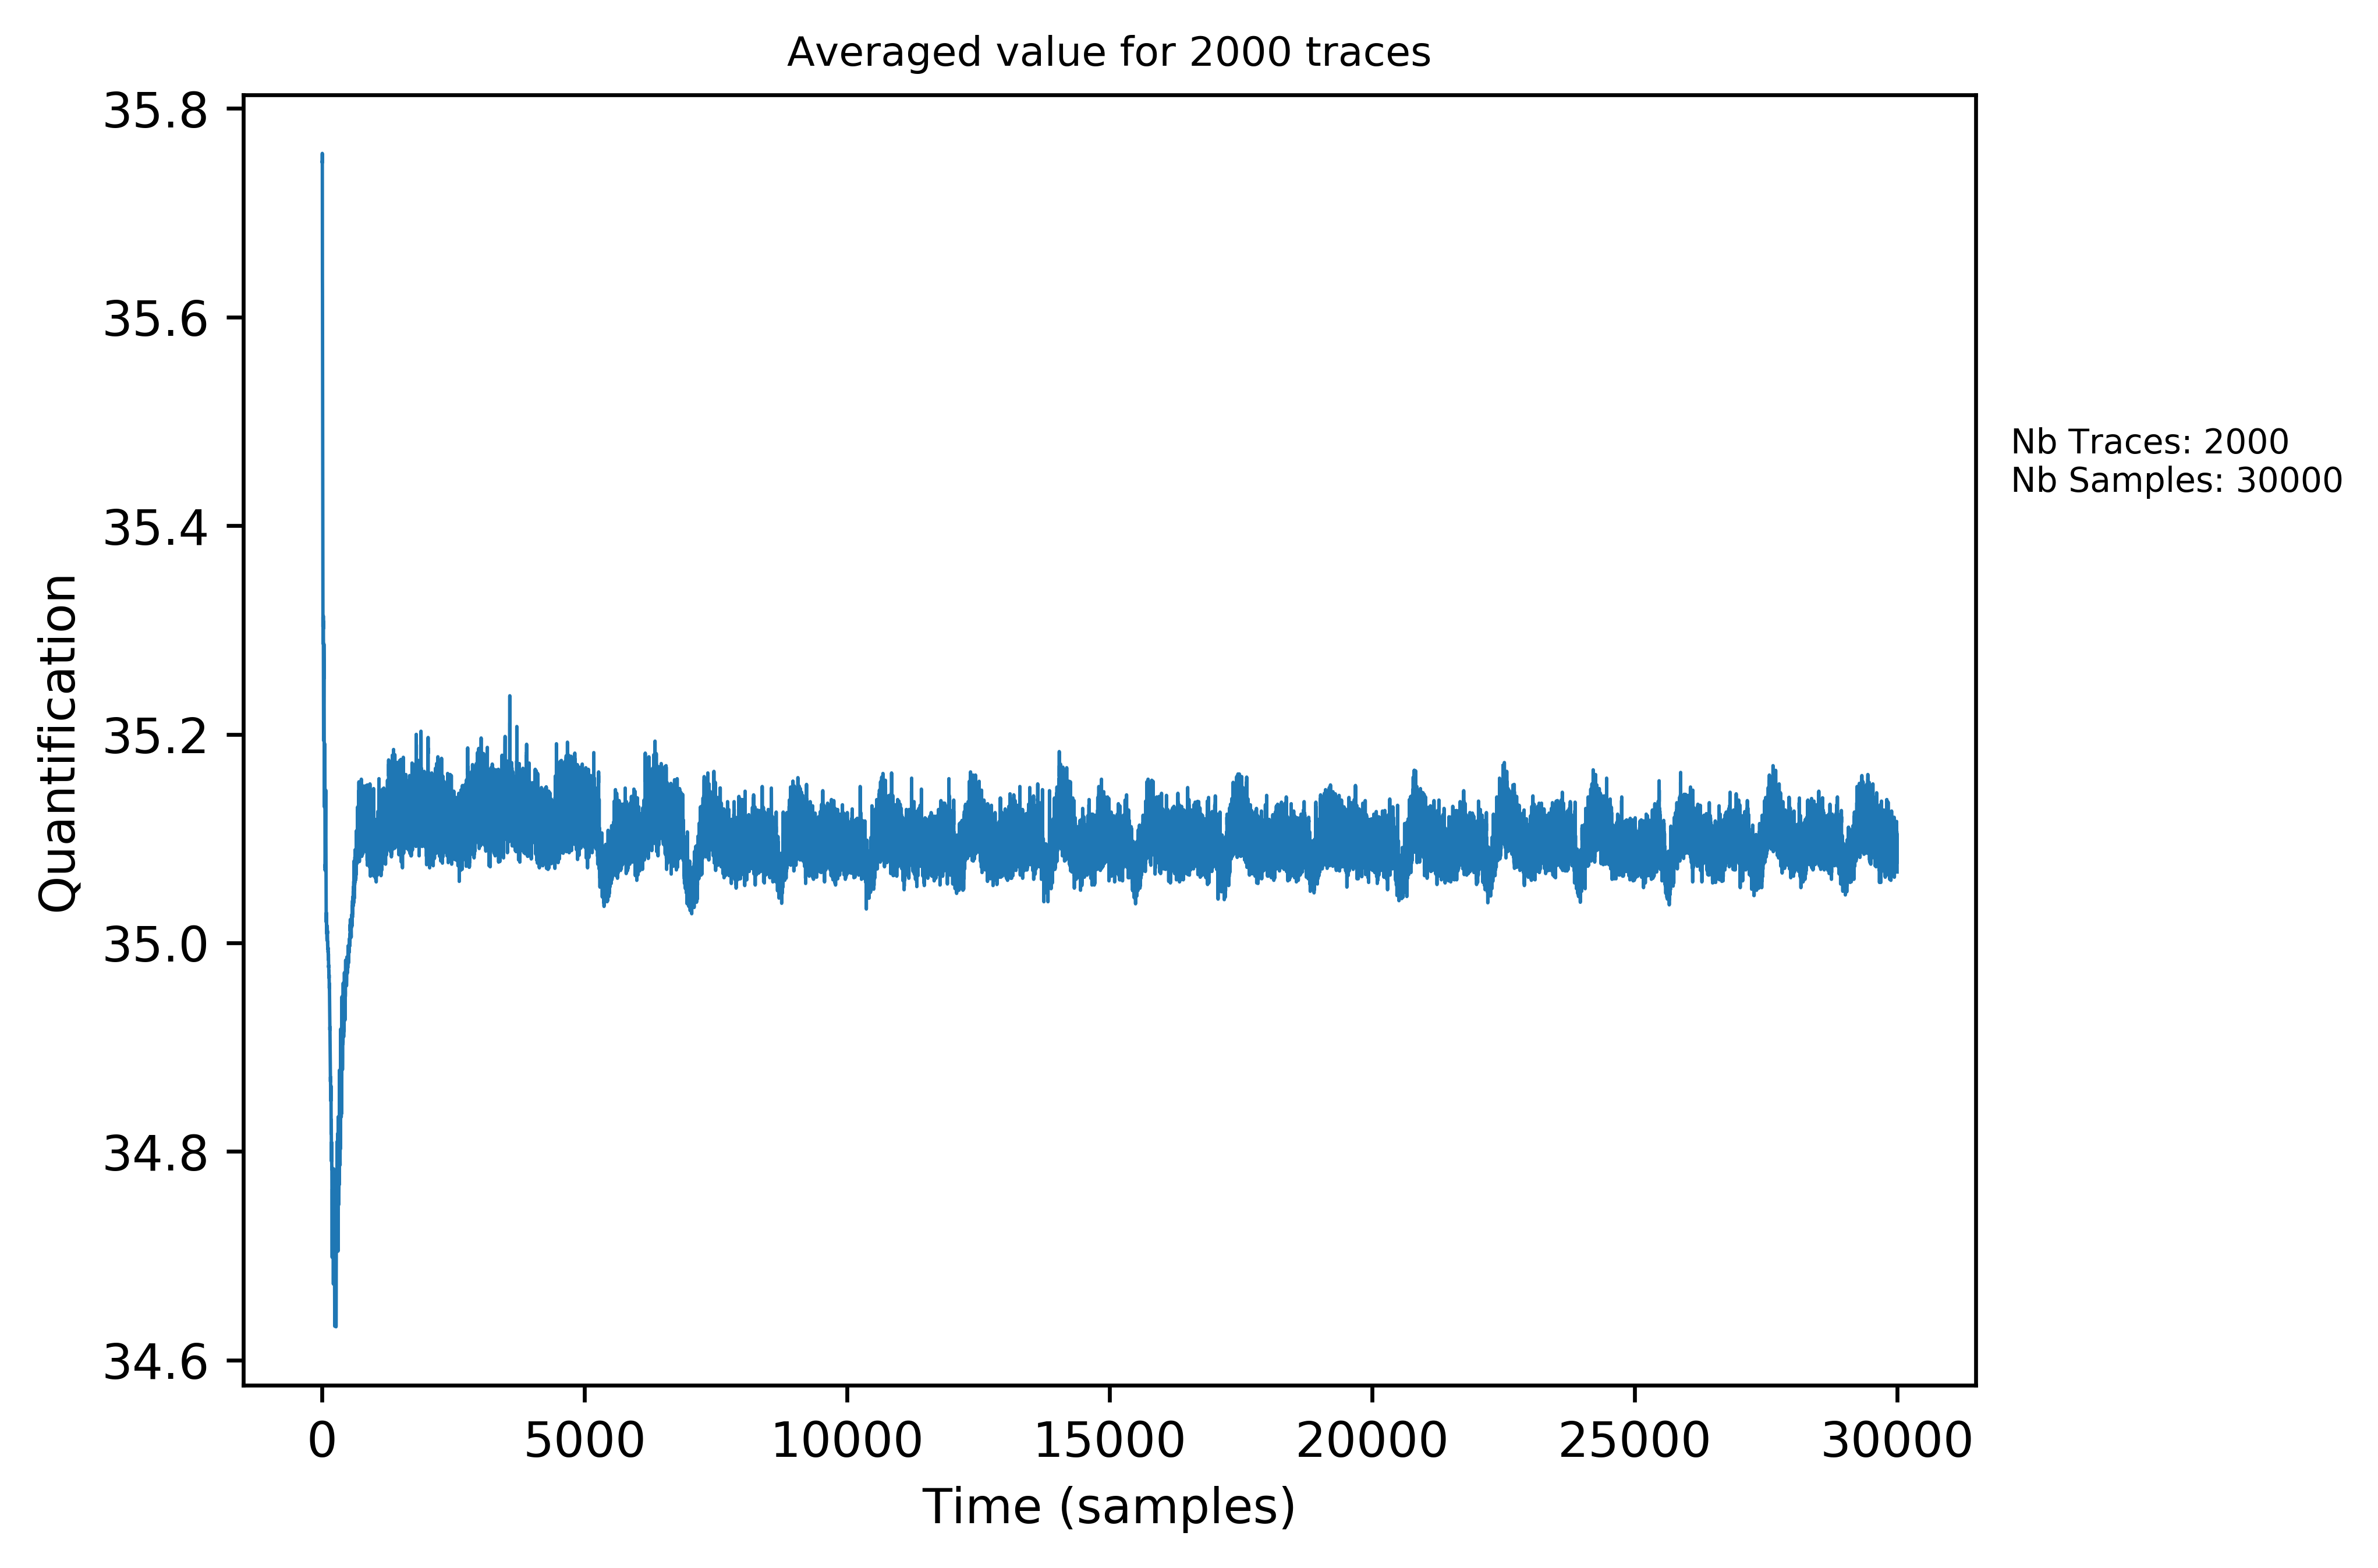 Averaged value for 2000 traces
35.8
35.6
35.4
35.2
35.0
34.8
34.6
Quantification
0 5000 10000 15000 20000 25000 30000
Time (samples)
Nb Traces: 2000
Nb Samples: 30000